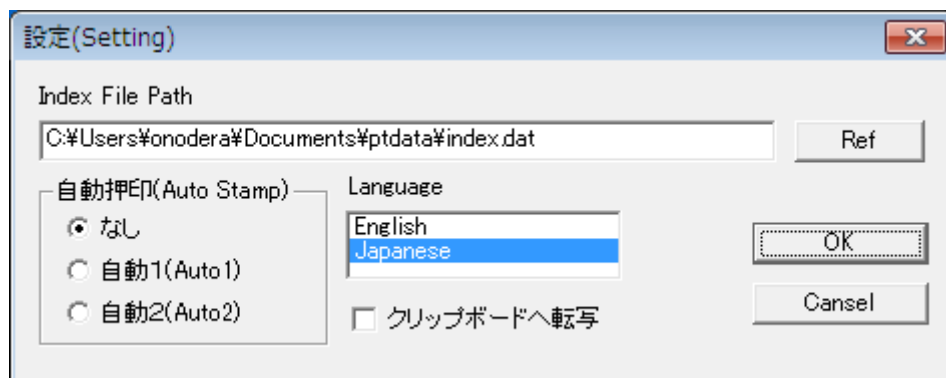 設定(Setting)
Index File Path
C:¥Users¥onodera¥Documents¥ptdata¥index.dat
Ref
自動押印(Auto Stamp)
なし
自動1(Auto1)
自動2(Auto2)
Language
English
Japanese
クリップボードへ転写
OK
Cansel